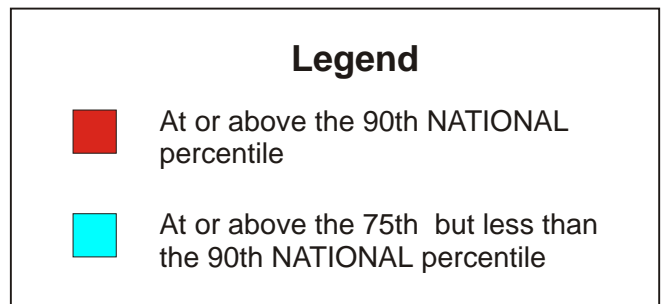 Legend
At or above the 90th NATIONAL
percentile
At or above the 75th  but less than
the 90th NATIONAL percentile